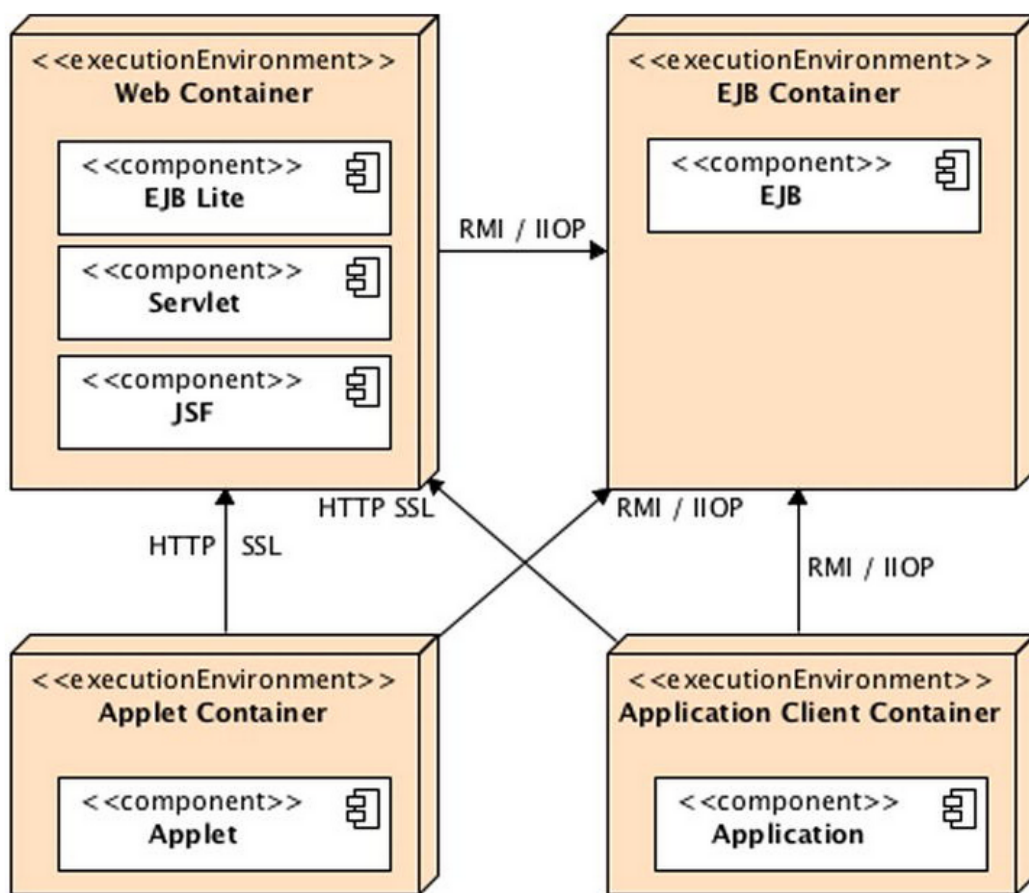 <<executionEnvironment>>
Web Container
<<component>>
EJB Lite
<<component>>
Servlet
<<component>>
JSF
<<executionEnvironment>>
EJB Container
<<component>>
EJB
RMI / IIOP
HTTP SSL
HTTP SSL
RMI / IIOP
RMI / IIOP
<<executionEnvironment>>
Applet Container
<<component>>
Applet
<<executionEnvironment>>
Application Client Container
<<component>>
Application